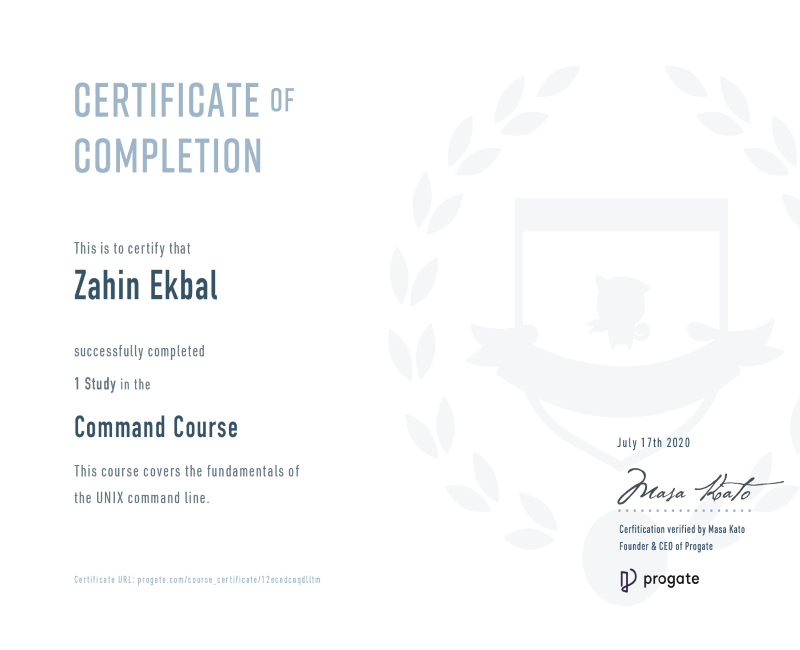 CERTIFICATE OF
COMPLETION
This is to certify that
Zahin Ekbal
successfully completed
1 Study in the
Command Course
This course covers the fundamentals of
the UNIX command line.
July 17th 2020
Masa Kato
Cerfitication verified by Masa Kato
Founder & CEO of Progate
progate
Certificate URL: progate.com/course_certificate/12ecedcaqdlltm